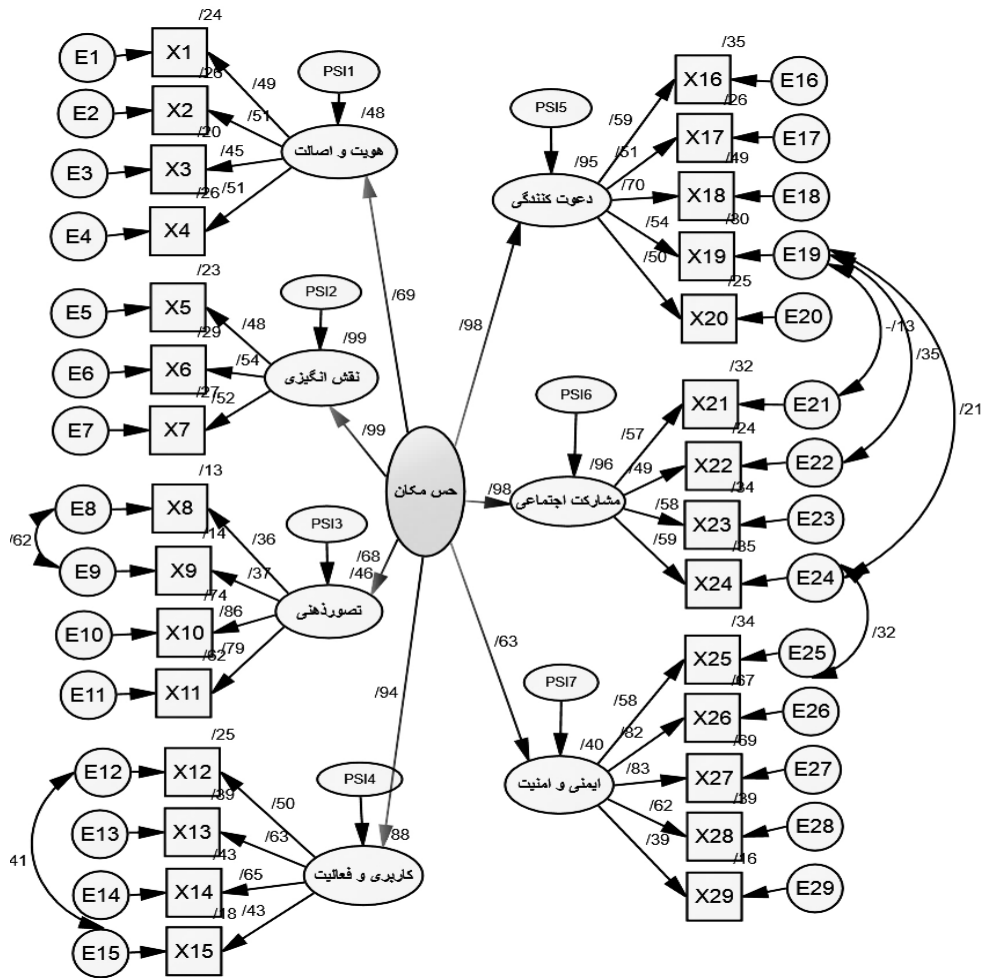 /24
E1
X1
/26
/49
E2
X2
/20
/51
E3
X3
/26
/45
E4
X4
/51
PSI1
/48
هویت و اصالت
/69
/23
E5
X5
/29
/48
E6
X6
/27
/54
E7
X7
/52
PSI2
/99
نقش انگیزی
/99
حس مکان
/13
E8
X8
/14
/36
/62
E9
X9
/74
/37
E10
X10
/62
/86
E11
X11
/79
PSI3
/68
/46
تصورذهنی
/94
/25
E12
X12
/39
/50
E13
X13
/43
/63
41
E14
X14
/18
/65
E15
X15
/43
PSI4
88
کاربری و فعالیت
/35
X16
E16
/26
/59
X17
E17
/49
/51
X18
E18
/30
/70
X19
E19
/25
/54
X20
E20
/50
PSI5
/95
دعوت کنندگی
/98
-/13
/35
/21
/32
X21
E21
/24
/57
X22
E22
/34
/49
X23
E23
/35
/58
X24
E24
/59
PSI6
/96
مشارکت اجتماعی
/98
/32
/34
X25
E25
/67
/58
X26
E26
/69
/82
X27
E27
/39
/83
X28
E28
/16
/62
X29
E29
/39
PSI7
/40
ایمنی و امنیت
/63